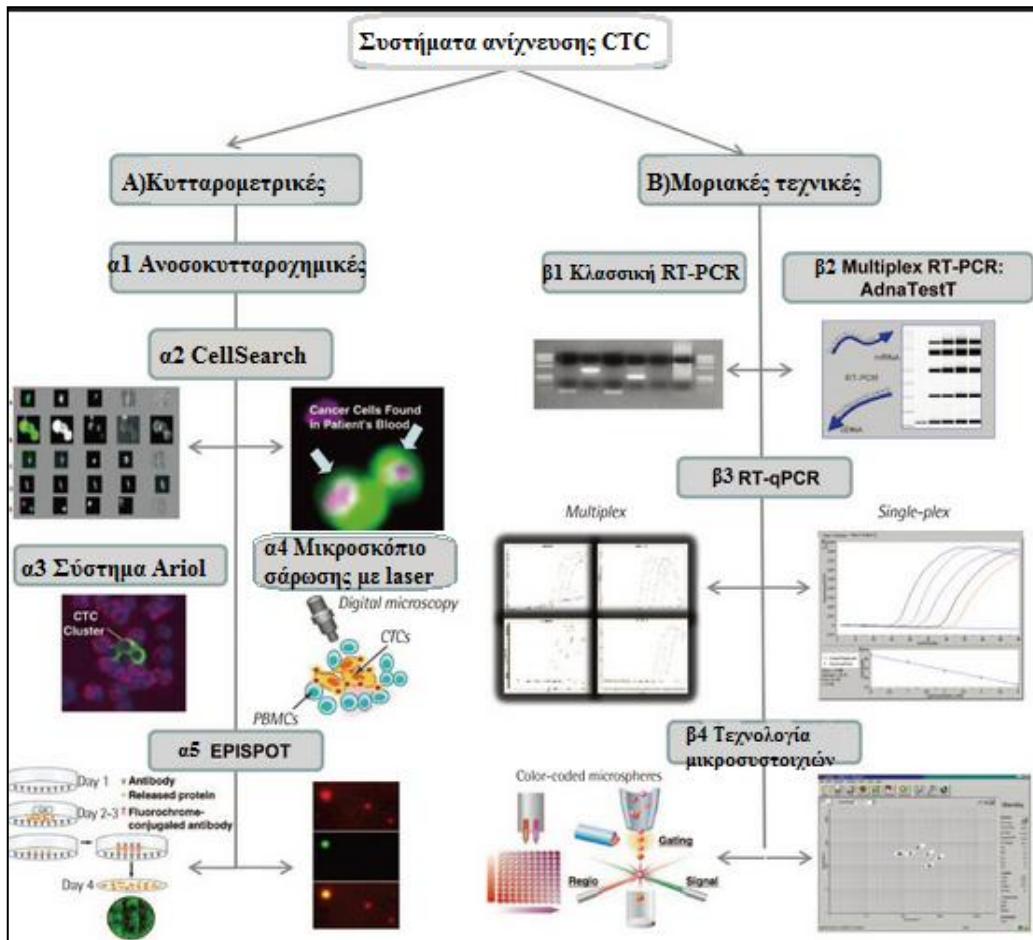 Συστήματα ανίχνευσης CTC
Α)Κυτταρομετρικές
α1 Ανοσοκυτταροχημικές
α2 CellSearch
Cancer Cells Found
in Patient's Blood
α3 Σύστημα Ariol
CTC
Cluster
α4 Μικροσκόπιο
σάρωσης με laser
Digital microscopy
CTCs
PBMCs
α5 EPISPOT
Day 1
Antibody
Released protein
Day 2-3
Fluorochrome-
conjugaled antibody
Day 4
Β)Μοριακές τεχνικές
β1 Κλασσική RT-PCR
β2 Multiplex RT-PCR:
AdnaTestT
mRNA
RT-PCR
cDNA
β3 RT-qPCR
Multiplex
Single-plex
β4 Τεχνολογία
μικροσυστοιχιών
Color-coded microspheres
Gating
Regio
Signal